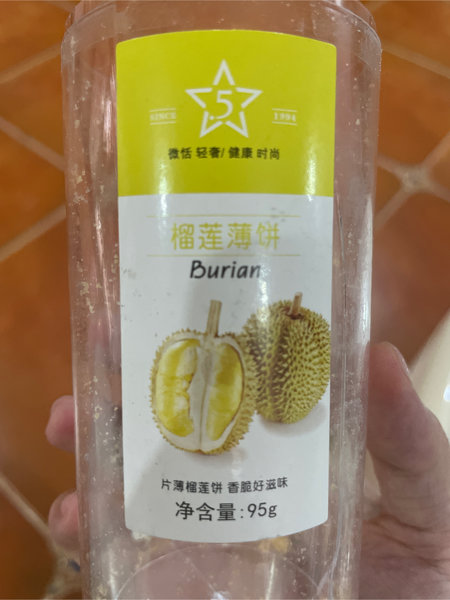 .5
SINCE 1994
微恬 轻奢/ 健康 时尚
榴莲薄饼
Burian
片薄榴莲饼 香脆好滋味
净含量:95g